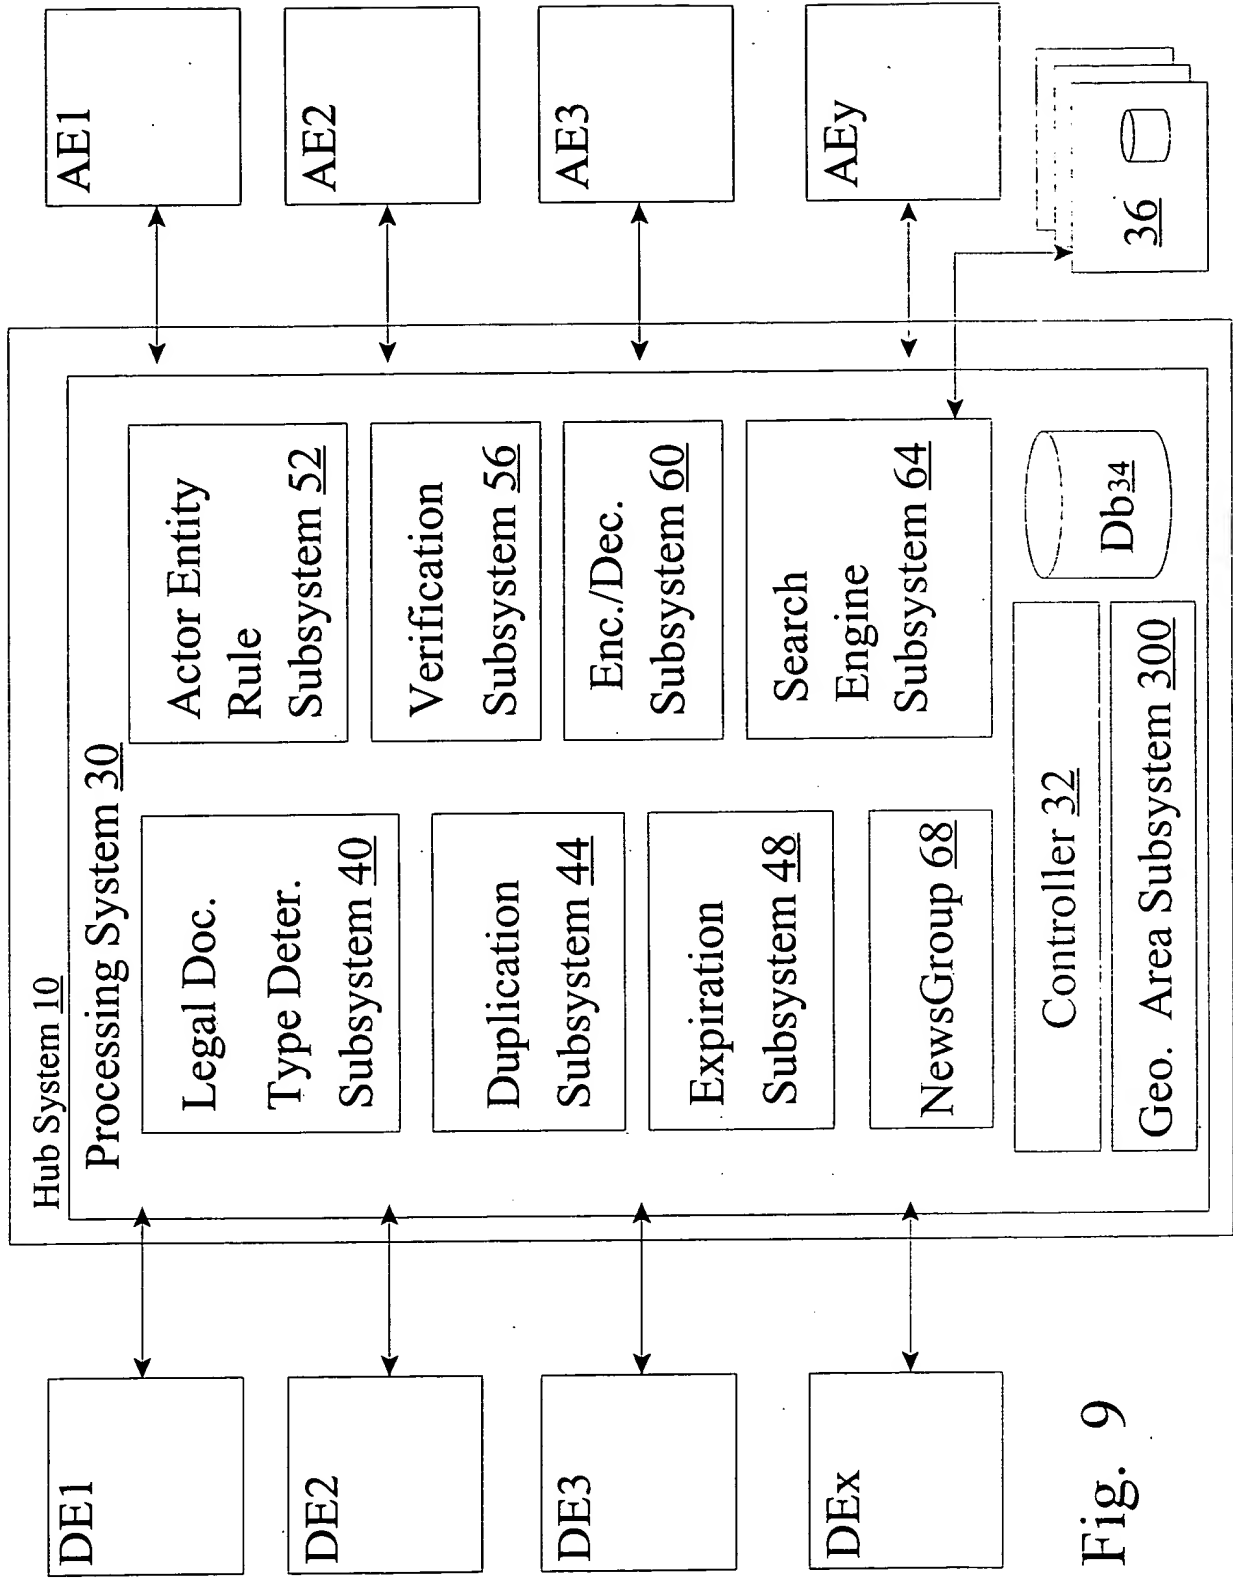 Hub System 10
Processing System 30
DE1
DE2
DE3
DEx
Legal Doc.
Type Deter.
Subsystem 40
Duplication
Subsystem 44
Expiration
Subsystem 48
NewsGroup 68
Actor Entity
Rule
Subsystem 52
Verification
Subsystem 56
Enc./Dec.
Subsystem 60
Search
Engine
Subsystem 64
Controller 32
Geo. Area Subsystem 300
Db34
AE1
AE2
AE3
AEy
36
Fig. 9